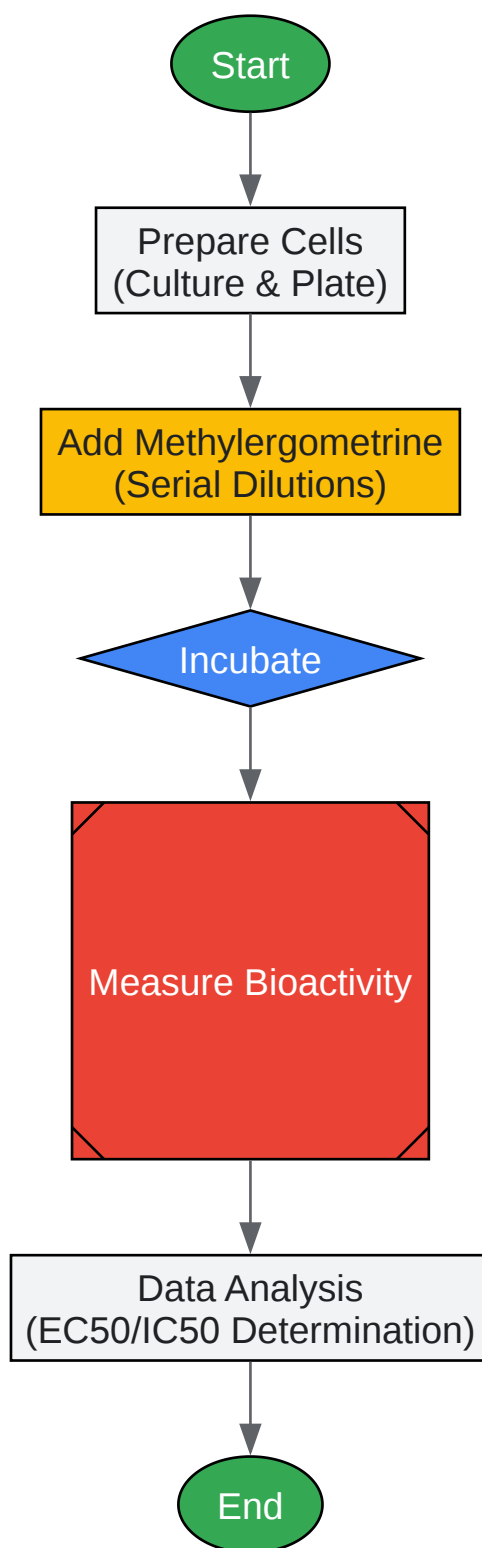 Start
Prepare Cells
(Culture & Plate)
Add Methylergometrine
(Serial Dilutions)
Incubate
Measure Bioactivity
Data Analysis
(EC50/IC50 Determination)
End